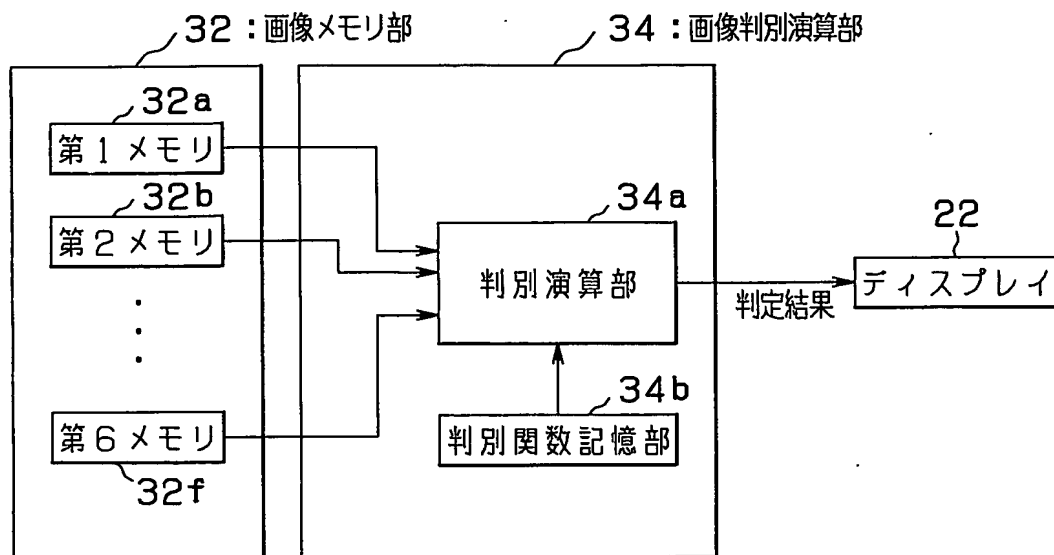 32：画像メモリ部
34：画像判別演算部
32a
第1メモリ
32b
第2メモリ
34a
判別演算部
22
ディスプレイ
判定結果
34b
判別関数記憶部
第6メモリ
32f